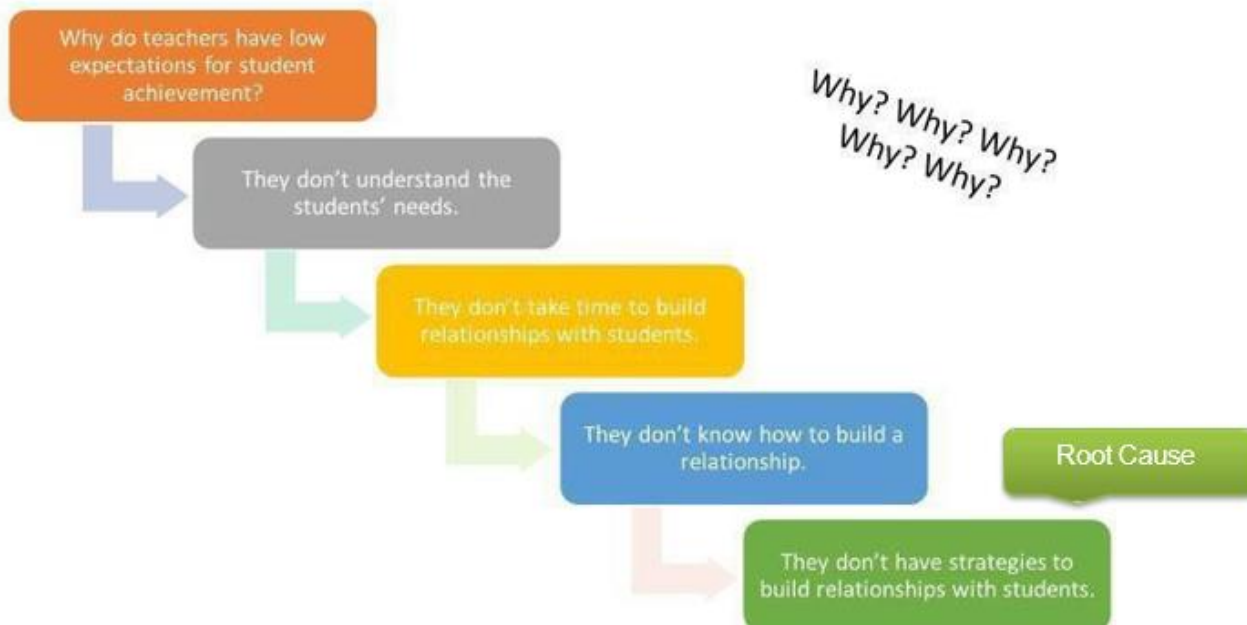 Why do teachers have low
expectations for student
achievement?
Why? Why? Why?
Why? Why?
They don't understand the
students' needs.
They don't take time to build
relationships with students.
They don't know how to build a
relationship.
Root Cause
They don't have strategies to
build relationships with students.